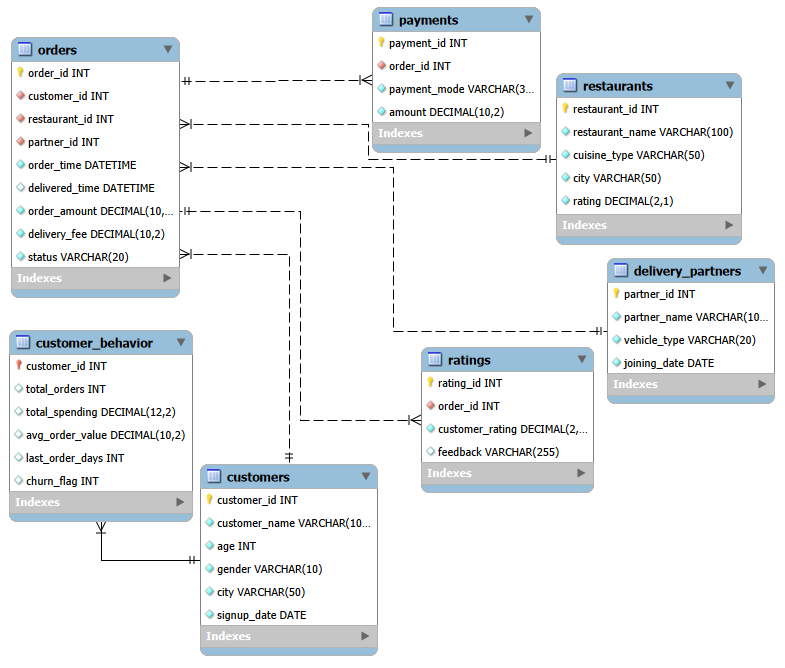 orders
order_id INT
customer_id INT
restaurant_id INT
partner_id INT
order_time DATETIME
delivered_time DATETIME
order_amount DECIMAL(10,...
delivery_fee DECIMAL(10,2)
status VARCHAR(20)
Indexes
payments
payment_id INT
order_id INT
payment_mode VARCHAR(3...
amount DECIMAL(10,2)
Indexes
restaurants
restaurant_id INT
restaurant_name VARCHAR(100)
cuisine_type VARCHAR(50)
city VARCHAR(50)
rating DECIMAL(2,1)
Indexes
delivery_partners
partner_id INT
partner_name VARCHAR(10...
vehicle_type VARCHAR(20)
joining_date DATE
Indexes
customer_behavior
customer_id INT
total_orders INT
total_spending DECIMAL(12,2)
avg_order_value DECIMAL(10,2)
last_order_days INT
churn_flag INT
Indexes
ratings
rating_id INT
order_id INT
customer_rating DECIMAL(2,...
feedback VARCHAR(255)
Indexes
customers
customer_id INT
customer_name VARCHAR(10...
age INT
gender VARCHAR(10)
city VARCHAR(50)
signup_date DATE
Indexes